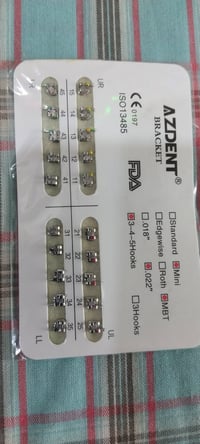 AZDENT®
BRACKET
CE 0197
ISO13485
FDA
Standard Mini
Edgewise Roth MBT
.018" .022"
3-4-5Hooks 3Hooks
UR UL
15 14 13 12 11 21 22 23 24 25
45 44 43 42 41 31 32 33 34 35
LL